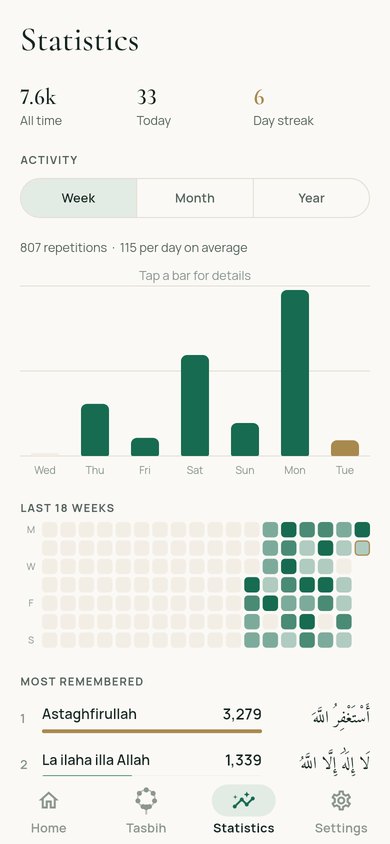 Statistics
7.6k 33 6
All time Today Day streak
ACTIVITY
Week Month Year
807 repetitions · 115 per day on average
Tap a bar for details
Wed Thu Fri Sat Sun Mon Tue
LAST 18 WEEKS
M
W
F
S
MOST REMEMBERED
1 Astaghfirullah 3,279 أَسْتَغْفِرُ اللَّهَ
2 La ilaha illa Allah 1,339 لَا إِلَٰهَ إِلَّا اللَّهُ
Home Tasbih Statistics Settings